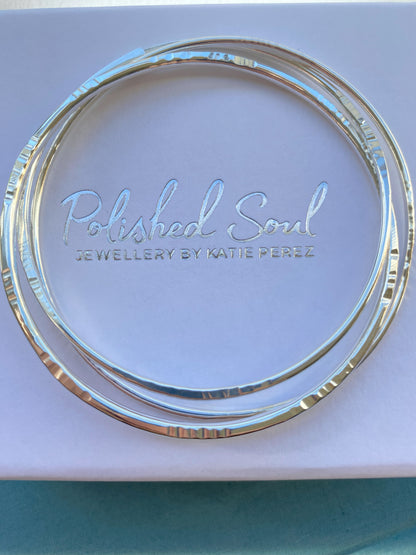 Polished Soul
JEWELLERY BY KATIE PEREZ